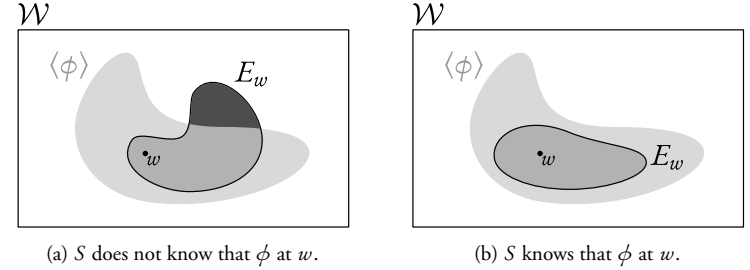 𝒲 𝒲
⟨ϕ⟩ E_w ⟨ϕ⟩
w w E_w
(a) S does not know that ϕ at w. (b) S knows that ϕ at w.